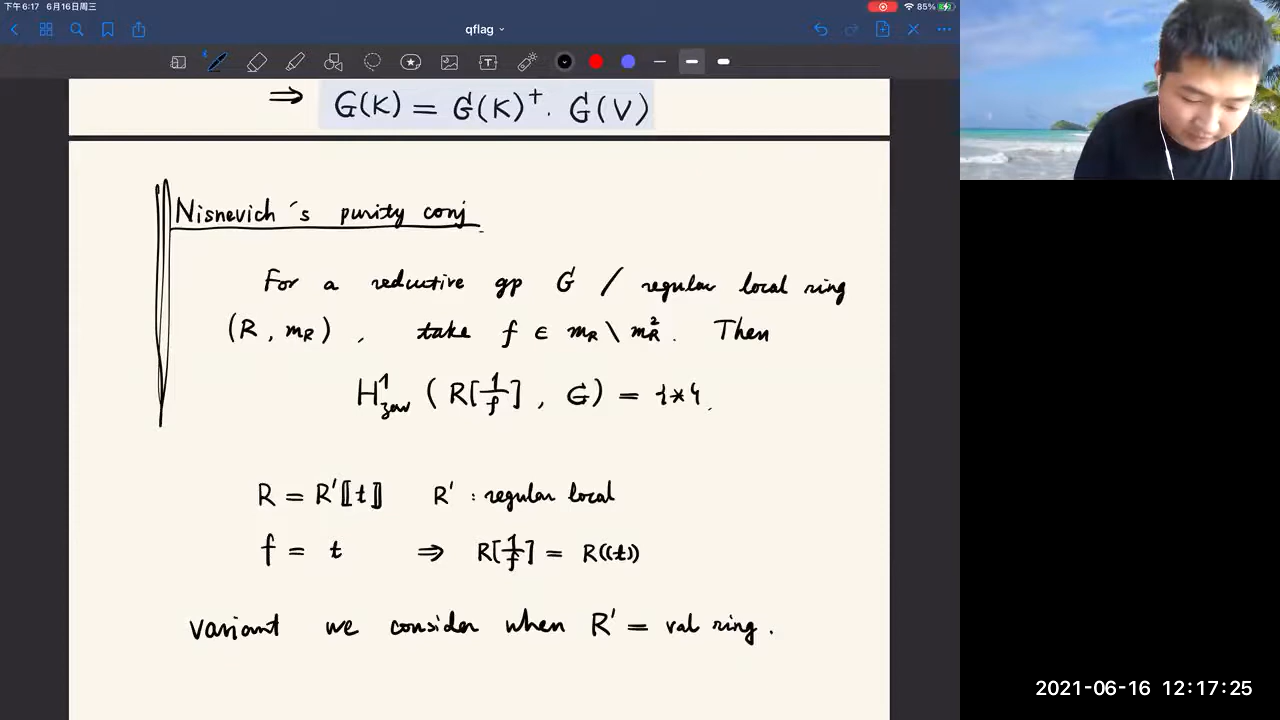 下午6:17 6月16日周三
85%
qflag
⇒ G(K) = G(K)⁺ · G(V)
Nisnevich's purity conj
For a reductive gp G / regular local ring
(R, m_R), take f ∈ m_R \ m_R². Then
H¹_zar (R[1/f], G) = {*}.
R = R'[[t]] R' : regular local
f = t ⇒ R[1/f] = R((t))
variant we consider when R' = val ring.
2021-06-16 12:17:25